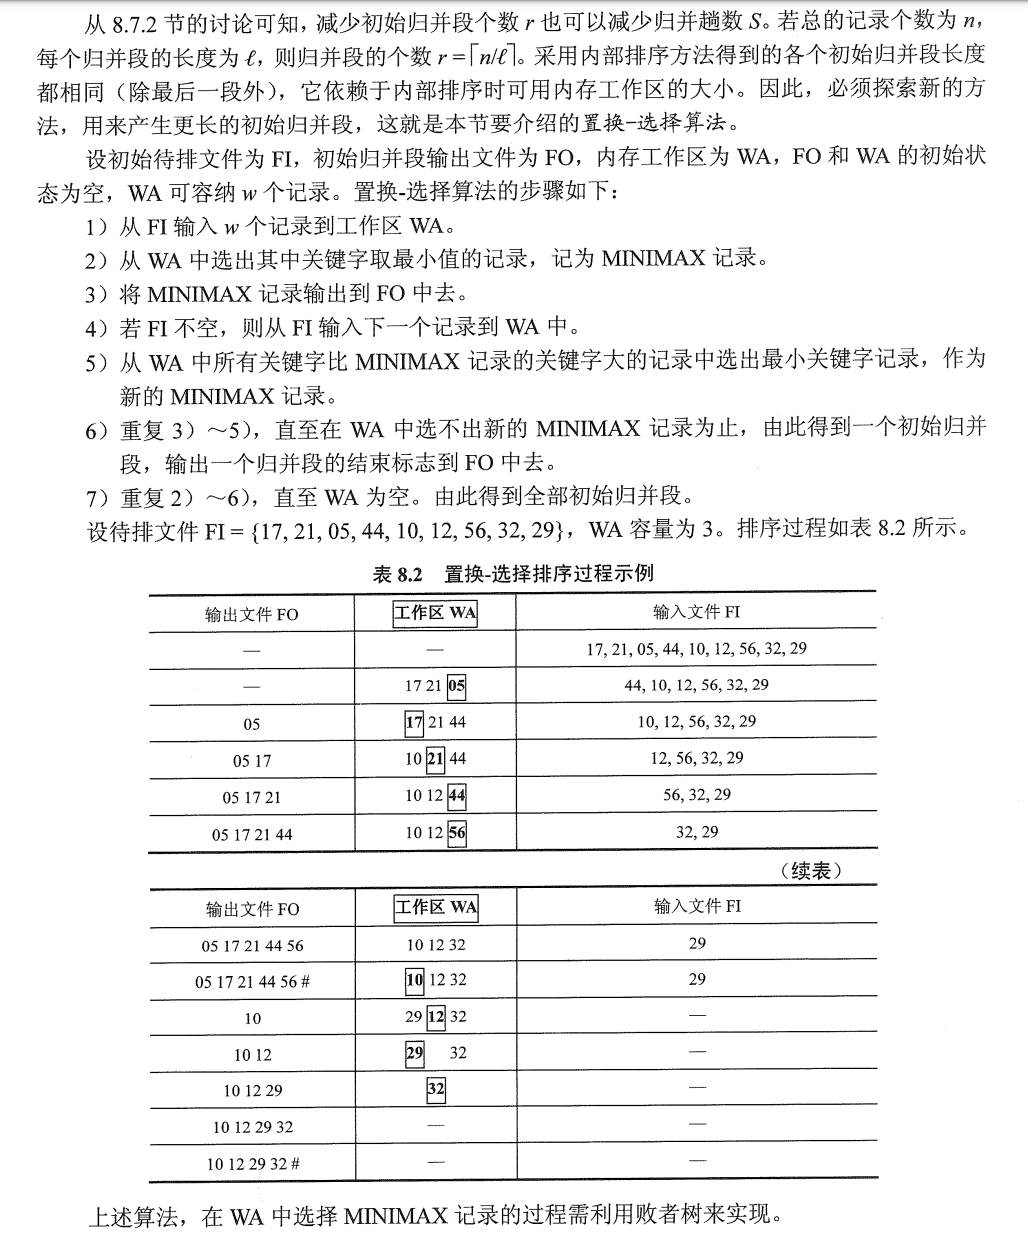 从 8.7.2 节的讨论可知，减少初始归并段个数 r 也可以减少归并趟数 S。若总的记录个数为 n，
每个归并段的长度为 ℓ，则归并段的个数 r =⌈n/ℓ⌉。采用内部排序方法得到的各个初始归并段长度
都相同（除最后一段外），它依赖于内部排序时可用内存工作区的大小。因此，必须探索新的方
法，用来产生更长的初始归并段，这就是本节要介绍的置换-选择算法。
设初始待排文件为 FI，初始归并段输出文件为 FO，内存工作区为 WA，FO 和 WA 的初始状
态为空，WA 可容纳 w 个记录。置换-选择算法的步骤如下：
1）从 FI 输入 w 个记录到工作区 WA。
2）从 WA 中选出其中关键字取最小值的记录，记为 MINIMAX 记录。
3）将 MINIMAX 记录输出到 FO 中去。
4）若 FI 不空，则从 FI 输入下一个记录到 WA 中。
5）从 WA 中所有关键字比 MINIMAX 记录的关键字大的记录中选出最小关键字记录，作为
新的 MINIMAX 记录。
6）重复 3）～5），直至在 WA 中选不出新的 MINIMAX 记录为止，由此得到一个初始归并
段，输出一个归并段的结束标志到 FO 中去。
7）重复 2）～6），直至 WA 为空。由此得到全部初始归并段。
设待排文件 FI = {17, 21, 05, 44, 10, 12, 56, 32, 29}，WA 容量为 3。排序过程如表 8.2 所示。
表 8.2 置换-选择排序过程示例
输出文件 FO 工作区 WA 输入文件 FI
— — 17, 21, 05, 44, 10, 12, 56, 32, 29
— 17 21 05 44, 10, 12, 56, 32, 29
05 17 21 44 10, 12, 56, 32, 29
05 17 10 21 44 12, 56, 32, 29
05 17 21 10 12 44 56, 32, 29
05 17 21 44 10 12 56 32, 29
（续表）
输出文件 FO 工作区 WA 输入文件 FI
05 17 21 44 56 10 12 32 29
05 17 21 44 56 # 10 12 32 29
10 29 12 32 —
10 12 29 32 —
10 12 29 32 —
10 12 29 32 — —
10 12 29 32 # — —
上述算法，在 WA 中选择 MINIMAX 记录的过程需利用败者树来实现。